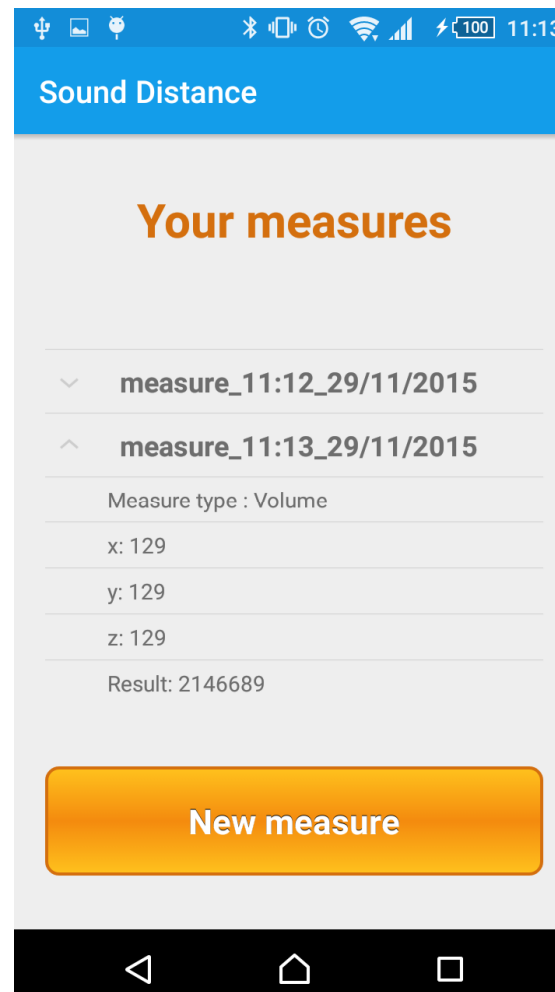 100 11:13
Sound Distance
Your measures
measure_11:12_29/11/2015
measure_11:13_29/11/2015
Measure type : Volume
x: 129
y: 129
z: 129
Result: 2146689
New measure